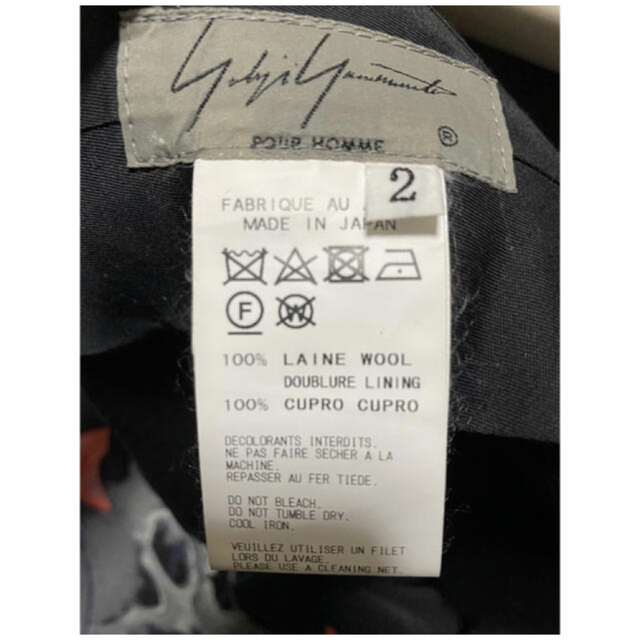 Yohji Yamamoto
POUR HOMME ®
2
FABRIQUE AU
MADE IN JAPAN
F W
100% LAINE WOOL
DOUBLURE LINING
100% CUPRO CUPRO
DECOLORANTS INTERDITS.
NE PAS FAIRE SECHER A LA
MACHINE.
REPASSER AU FER TIEDE.
DO NOT BLEACH.
DO NOT TUMBLE DRY.
COOL IRON.
VEUILLEZ UTILISER UN FILET
LORS DU LAVAGE.
PLEASE USE A CLEANING NET.